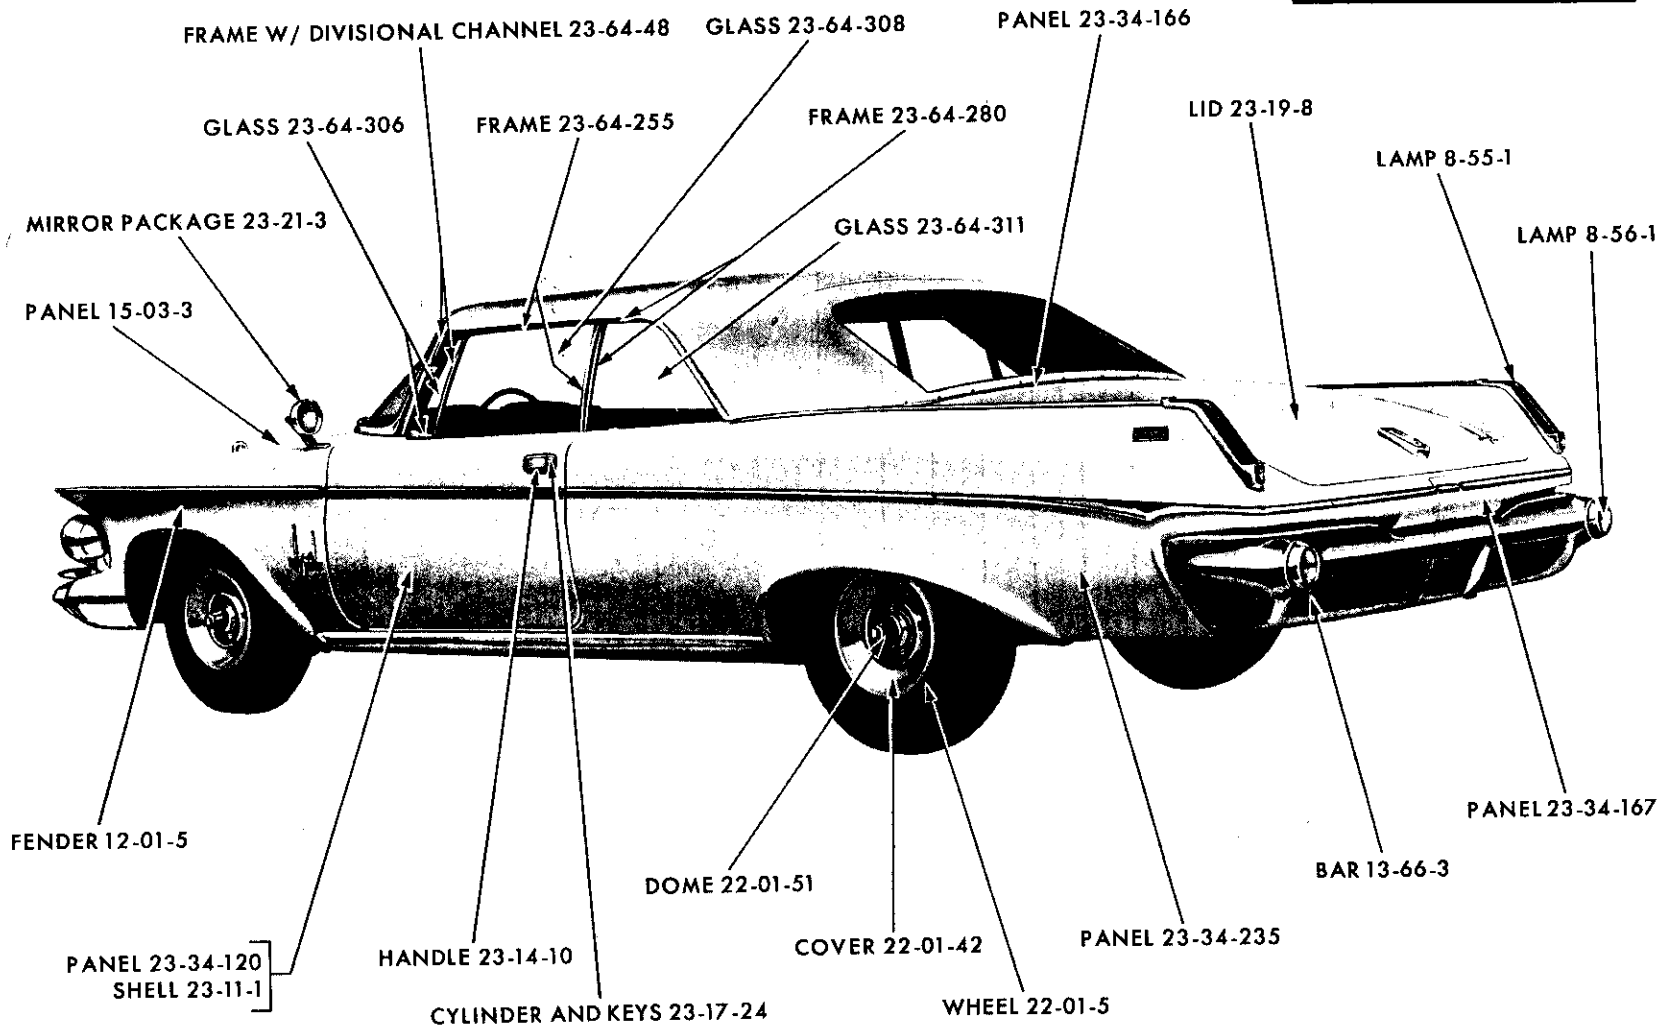 FRAME W/ DIVISIONAL CHANNEL 23-64-48
GLASS 23-64-308
PANEL 23-34-166
GLASS 23-64-306
FRAME 23-64-255
FRAME 23-64-280
LID 23-19-8
LAMP 8-55-1
MIRROR PACKAGE 23-21-3
GLASS 23-64-311
LAMP 8-56-1
PANEL 15-03-3
PANEL 23-34-167
FENDER 12-01-5
BAR 13-66-3
DOME 22-01-51
PANEL 23-34-235
COVER 22-01-42
HANDLE 23-14-10
PANEL 23-34-120
SHELL 23-11-1
WHEEL 22-01-5
CYLINDER AND KEYS 23-17-24